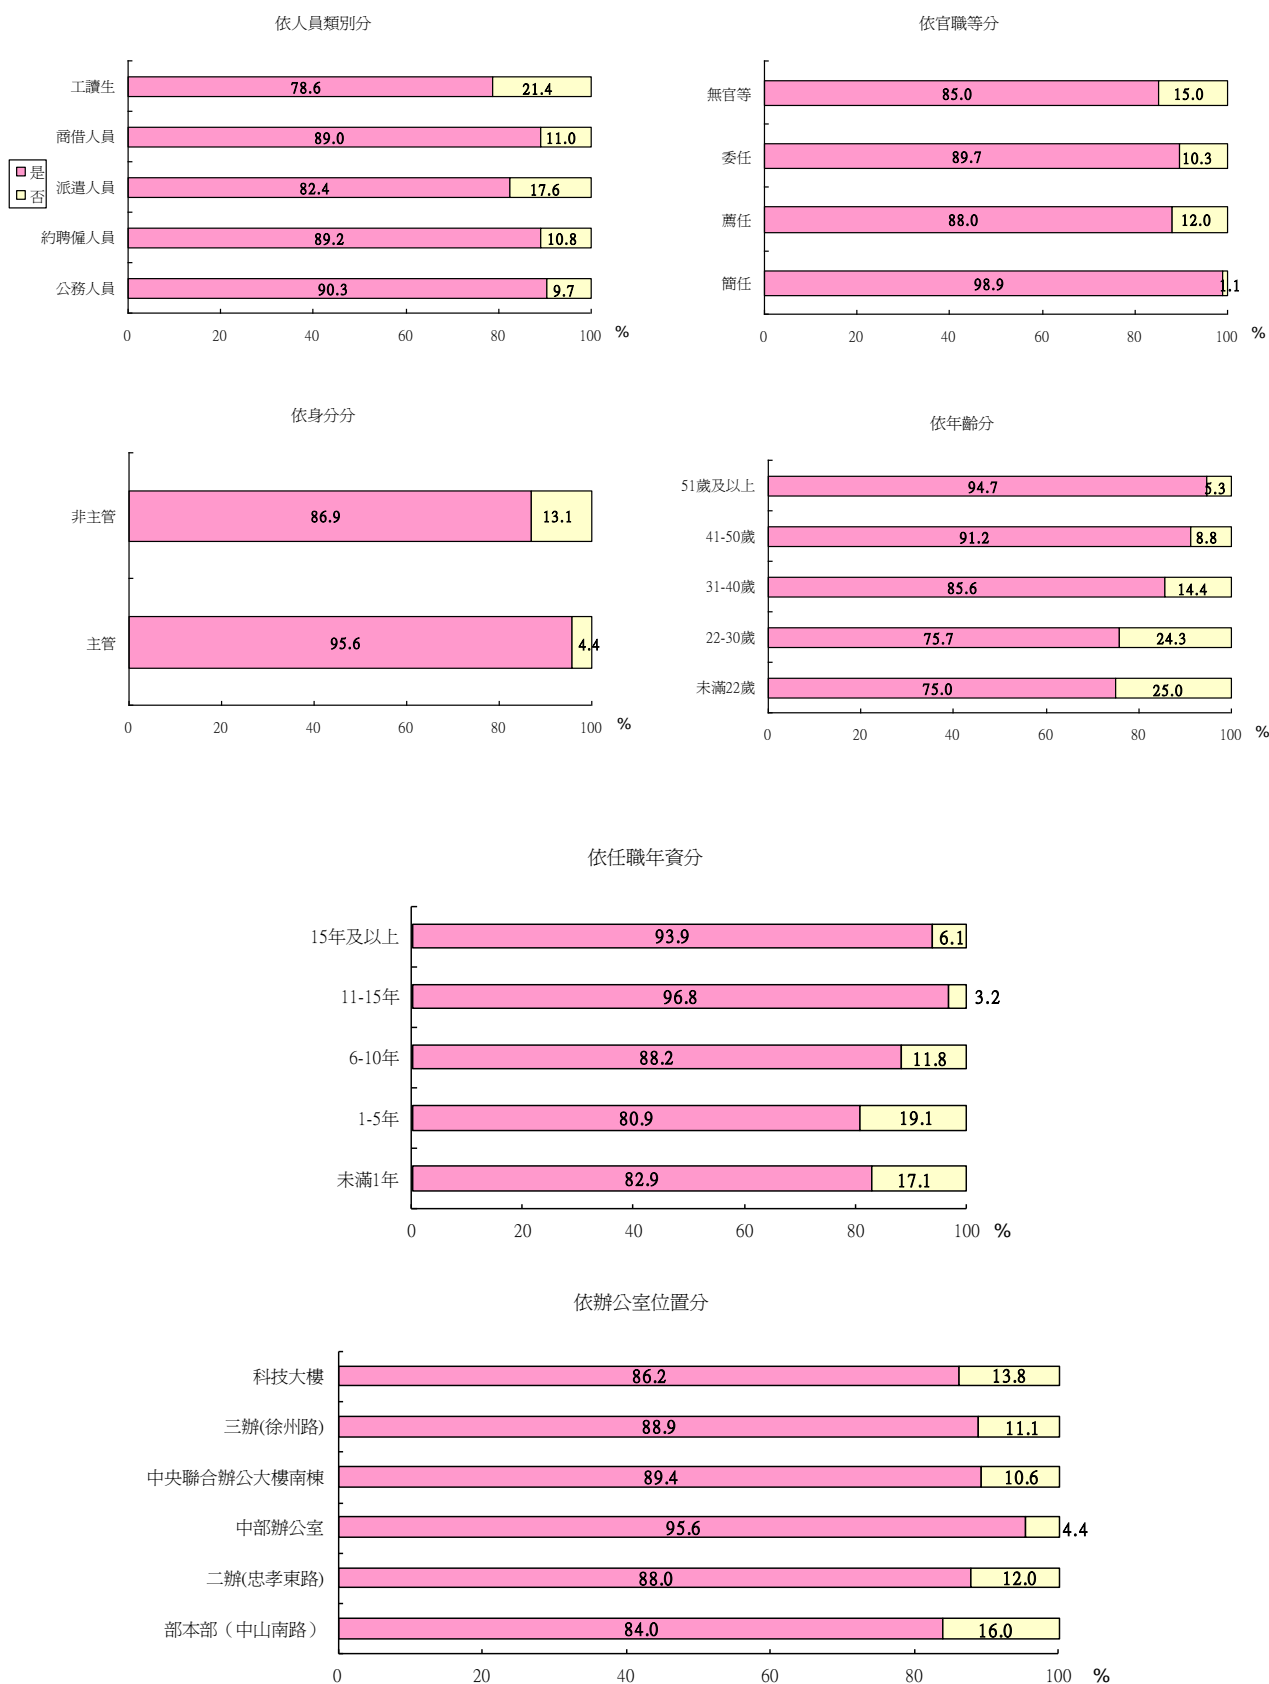 依人員類別分
工讀生 78.6 21.4
商借人員 89.0 11.0
派遣人員 82.4 17.6
約聘僱人員 89.2 10.8
公務人員 90.3 9.7
0 20 40 60 80 100 %
是
否
依官職等分
無官等 85.0 15.0
委任 89.7 10.3
薦任 88.0 12.0
簡任 98.9 1.1
0 20 40 60 80 100 %
依身分分
非主管 86.9 13.1
主管 95.6 4.4
0 20 40 60 80 100 %
依年齡分
51歲及以上 94.7 5.3
41-50歲 91.2 8.8
31-40歲 85.6 14.4
22-30歲 75.7 24.3
未滿22歲 75.0 25.0
0 20 40 60 80 100 %
依任職年資分
15年及以上 93.9 6.1
11-15年 96.8 3.2
6-10年 88.2 11.8
1-5年 80.9 19.1
未滿1年 82.9 17.1
0 20 40 60 80 100 %
依辦公室位置分
科技大樓 86.2 13.8
三辦(徐州路) 88.9 11.1
中央聯合辦公大樓南棟 89.4 10.6
中部辦公室 95.6 4.4
二辦(忠孝東路) 88.0 12.0
部本部（中山南路） 84.0 16.0
0 20 40 60 80 100 %